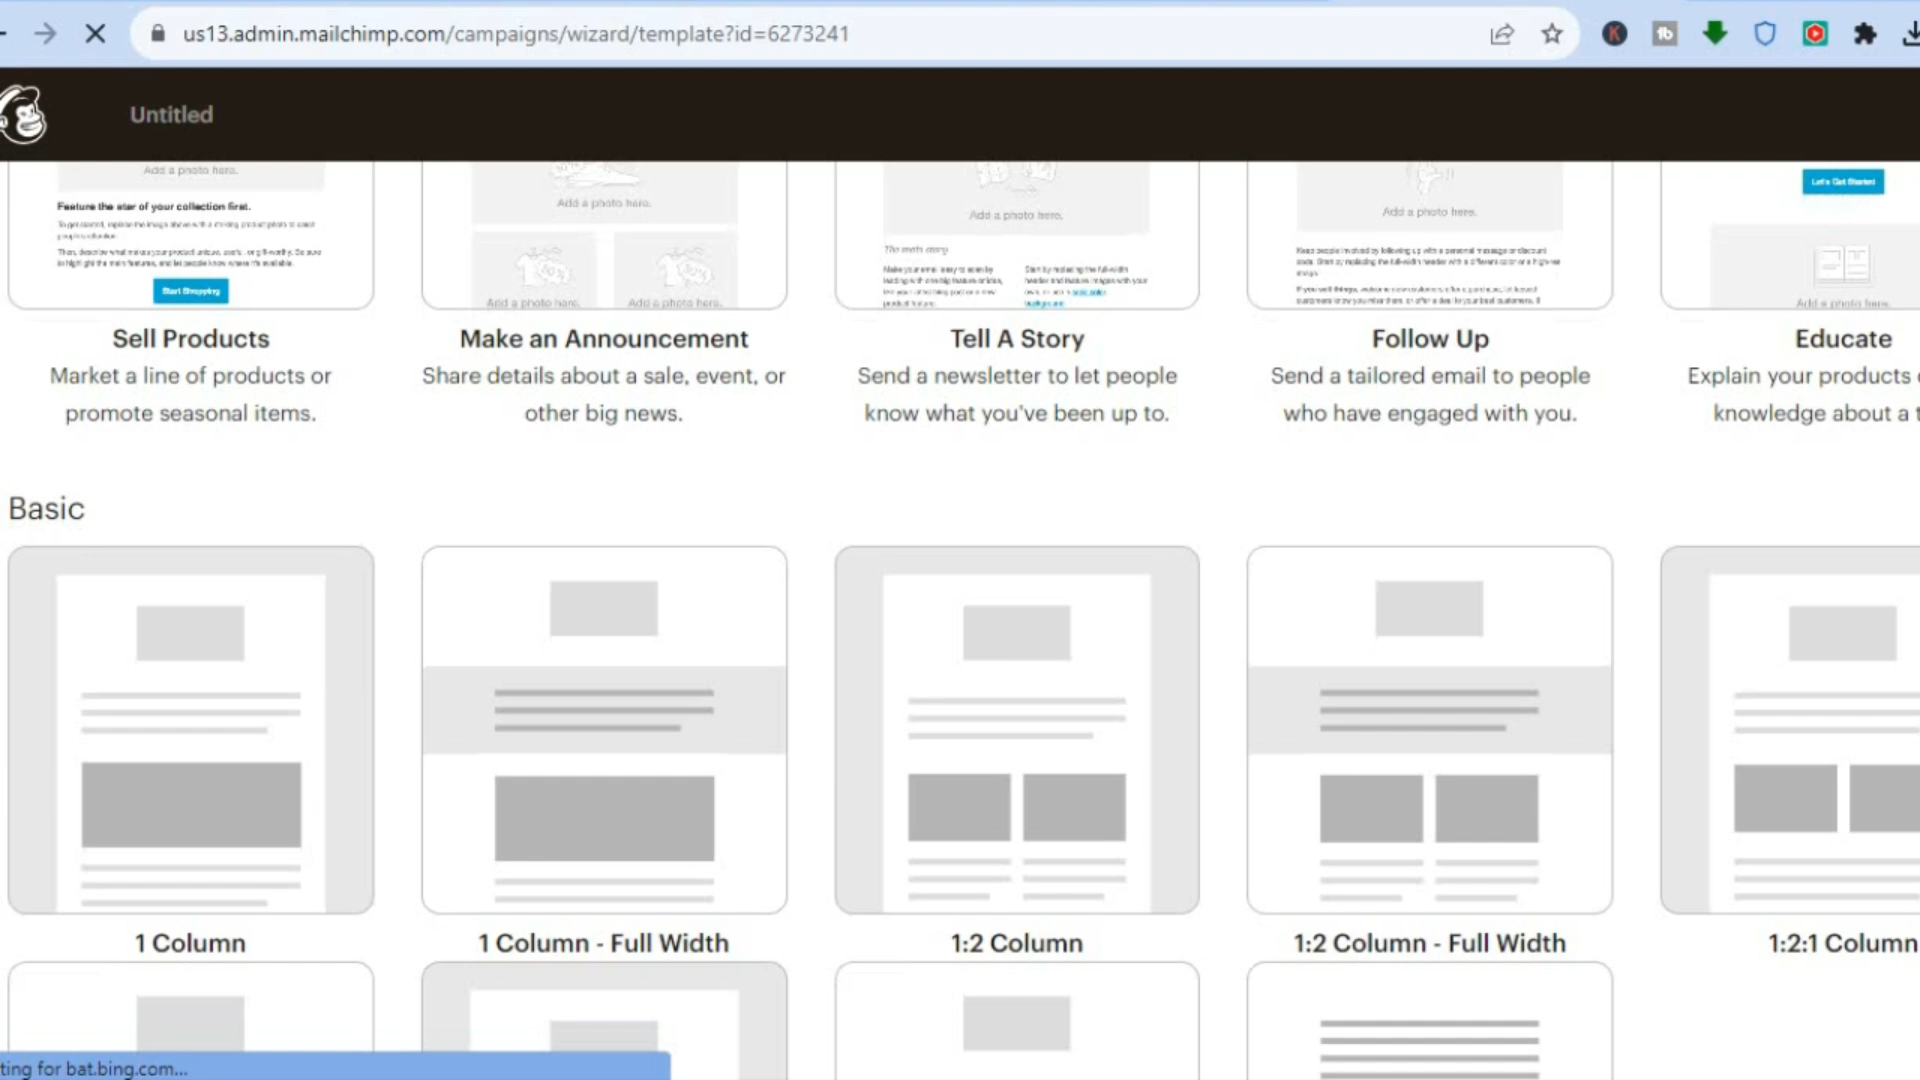 us13.admin.mailchimp.com/campaigns/wizard/template?id=6273241
Untitled
Add a photo here.
Feature the star of your collection first.
Start Shopping
Add a photo here.
Add a photo here.
Add a photo here.
Add a photo here.
The main story
Add a photo here.
Let's Get Started
Add a photo here.
Sell Products
Market a line of products or
promote seasonal items.
Make an Announcement
Share details about a sale, event, or
other big news.
Tell A Story
Send a newsletter to let people
know what you've been up to.
Follow Up
Send a tailored email to people
who have engaged with you.
Educate
Explain your products
knowledge about a
Basic
1 Column
1 Column - Full Width
1:2 Column
1:2 Column - Full Width
1:2:1 Column
ting for bat.bing.com...